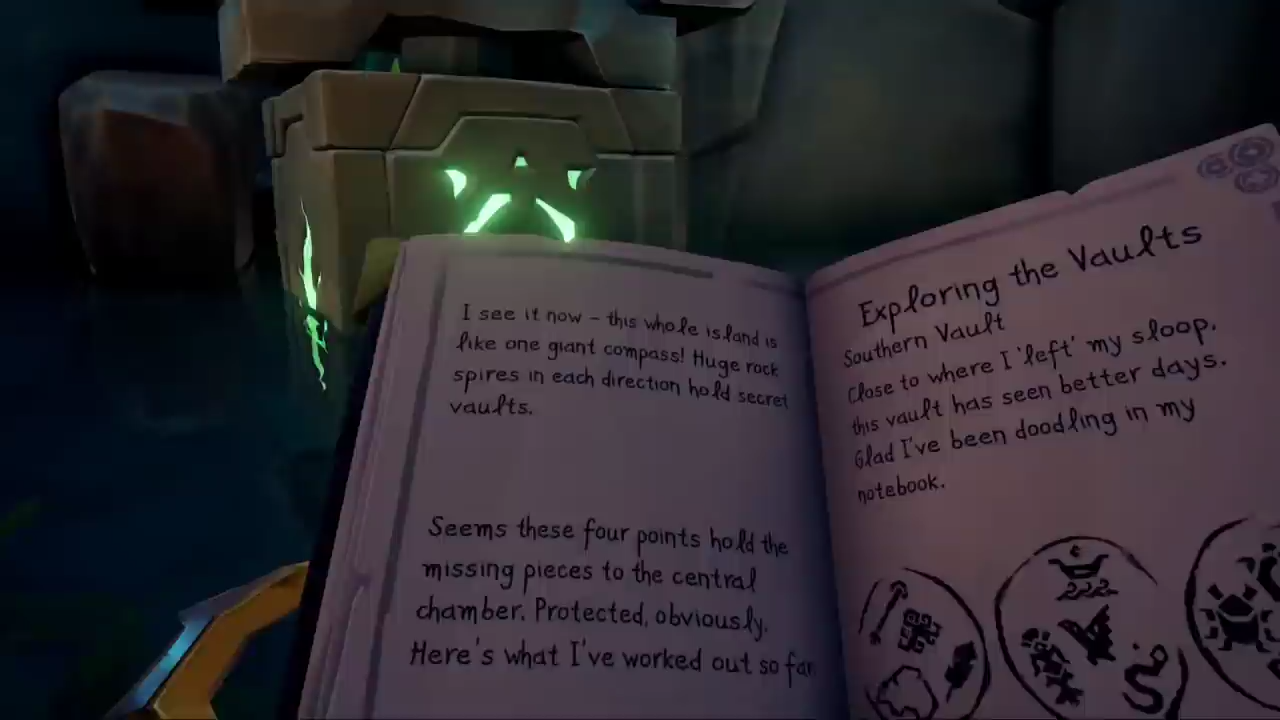 I see it now – this whole island is
like one giant compass! Huge rock
spires in each direction hold secret
vaults.
Seems these four points hold the
missing pieces to the central
chamber. Protected, obviously.
Here's what I've worked out so far
Exploring the Vaults
Southern Vault
Close to where I 'left' my sloop,
this vault has seen better days.
Glad I've been doodling in my
notebook.